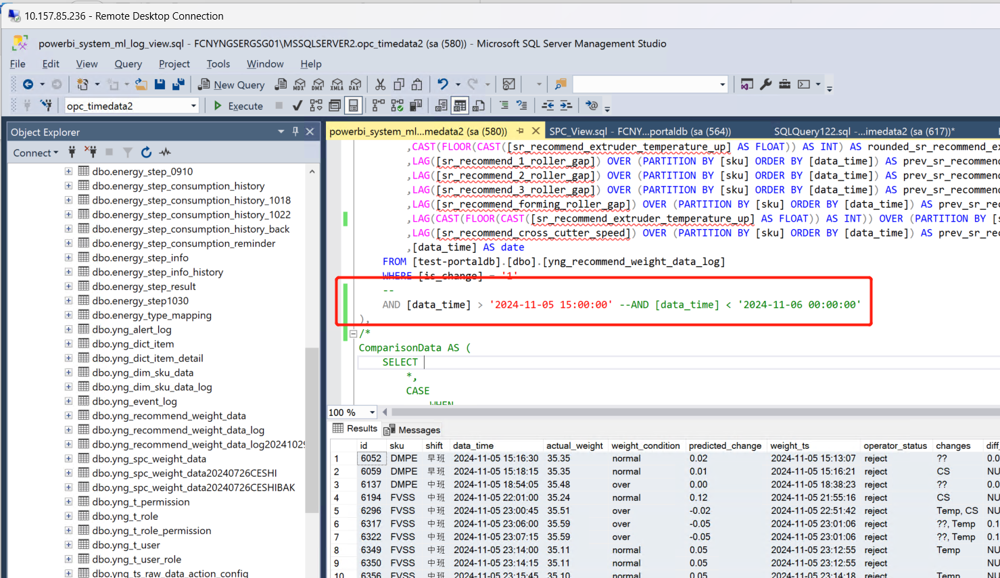 10.157.85.236 - Remote Desktop Connection
powerbi_system_ml_log_view.sql - FCNYNGSERGSG01\MSSQLSERVER2.opc_timedata2 (sa (580)) - Microsoft SQL Server Management Studio
File Edit View Query Project Tools Window Help
New Query MDX DMX XMLA DAX
opc_timedata2 Execute
Object Explorer
powerbi_system_ml...medata2 (sa (580)) SPC_View.sql - FCNY...portaldb (sa (564)) SQLQuery122.sql -...imedata2 (sa (617))*
Connect
dbo.energy_step_0910
dbo.energy_step_consumption_history
dbo.energy_step_consumption_history_1018
dbo.energy_step_consumption_history_1022
dbo.energy_step_consumption_history_back
dbo.energy_step_consumption_reminder
dbo.energy_step_info
dbo.energy_step_info_history
dbo.energy_step_result
dbo.energy_step1030
dbo.energy_type_mapping
dbo.yng_alert_log
dbo.yng_dict_item
dbo.yng_dict_item_detail
dbo.yng_dim_sku_data
dbo.yng_dim_sku_data_log
dbo.yng_event_log
dbo.yng_recommend_weight_data
dbo.yng_recommend_weight_data_log
dbo.yng_recommend_weight_data_log20241029
dbo.yng_spc_weight_data
dbo.yng_spc_weight_data20240726CESHI
dbo.yng_spc_weight_data20240726CESHIBAK
dbo.yng_t_permission
dbo.yng_t_role
dbo.yng_t_role_permission
dbo.yng_t_user
dbo.yng_t_user_role
dbo.yng_ts_raw_data_action_config
,CAST(FLOOR(CAST([sr_recommend_extruder_temperature_up] AS FLOAT)) AS INT) AS rounded_sr_recommend_ex
,LAG([sr_recommend_1_roller_gap]) OVER (PARTITION BY [sku] ORDER BY [data_time]) AS prev_sr_recommend
,LAG([sr_recommend_2_roller_gap]) OVER (PARTITION BY [sku] ORDER BY [data_time]) AS prev_sr_recommend
,LAG([sr_recommend_3_roller_gap]) OVER (PARTITION BY [sku] ORDER BY [data_time]) AS prev_sr_recommend
,LAG([sr_recommend_forming_roller_gap]) OVER (PARTITION BY [sku] ORDER BY [data_time]) AS prev_sr_rec
,LAG(CAST(FLOOR(CAST([sr_recommend_extruder_temperature_up] AS FLOAT)) AS INT)) OVER (PARTITION BY [s
,LAG([sr_recommend_cross_cutter_speed]) OVER (PARTITION BY [sku] ORDER BY [data_time]) AS prev_sr_rec
,[data_time] AS date
FROM [test-portaldb].[dbo].[yng_recommend_weight_data_log]
WHERE [is_change] = '1'
--
AND [data_time] > '2024-11-05 15:00:00' --AND [data_time] < '2024-11-06 00:00:00'
),
/*
ComparisonData AS (
SELECT
*,
CASE
WHEN
100 %
Results Messages
id sku shift data_time actual_weight weight_condition predicted_change weight_ts operator_status changes diff_
1 6052 DMPE 早班 2024-11-05 15:16:30 35.35 normal 0.02 2024-11-05 15:13:07 reject ?? 0.0
2 6059 DMPE 早班 2024-11-05 15:18:15 35.35 normal 0.01 2024-11-05 15:16:21 reject CS NU
3 6137 DMPE 中班 2024-11-05 18:54:05 35.48 over 0.00 2024-11-05 18:38:23 reject ?? 0.0
4 6194 FVSS 中班 2024-11-05 22:01:00 35.24 normal 0.12 2024-11-05 21:55:16 reject CS NU
5 6296 FVSS 中班 2024-11-05 23:00:45 35.51 over -0.02 2024-11-05 22:51:42 reject Temp, CS NU
6 6317 FVSS 中班 2024-11-05 23:06:00 35.59 over -0.05 2024-11-05 23:01:06 reject ??, Temp 0.1
7 6322 FVSS 中班 2024-11-05 23:07:15 35.59 over -0.05 2024-11-05 23:01:06 reject ??, Temp 0.1
8 6349 FVSS 中班 2024-11-05 23:14:00 35.11 normal 0.05 2024-11-05 23:12:55 reject Temp NU
9 6350 FVSS 中班 2024-11-05 23:14:15 35.11 normal 0.05 2024-11-05 23:12:55 reject NU
10 6356 FVSS 中班 2024-11-05 23:15:45 35.10 normal 0.05 2024-11-05 23:14:18 reject Temp NU